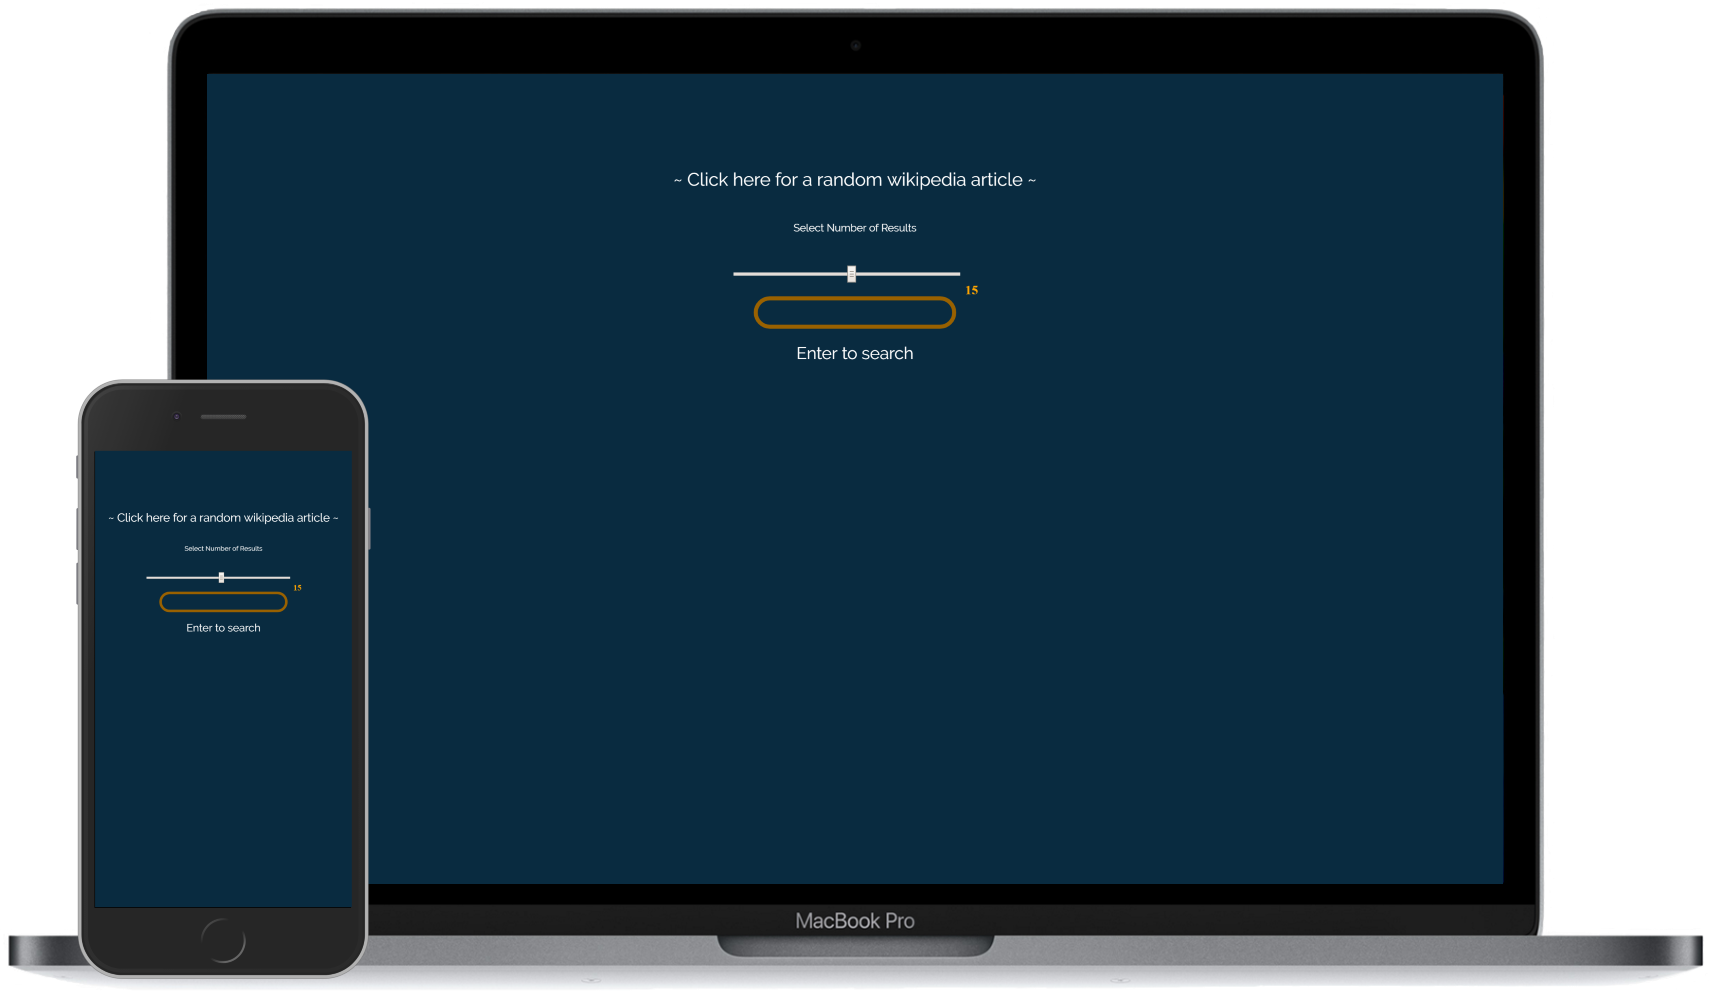 ~ Click here for a random wikipedia article ~
Select Number of Results
15
Enter to search
MacBook Pro
~ Click here for a random wikipedia article ~
Select Number of Results
15
Enter to search